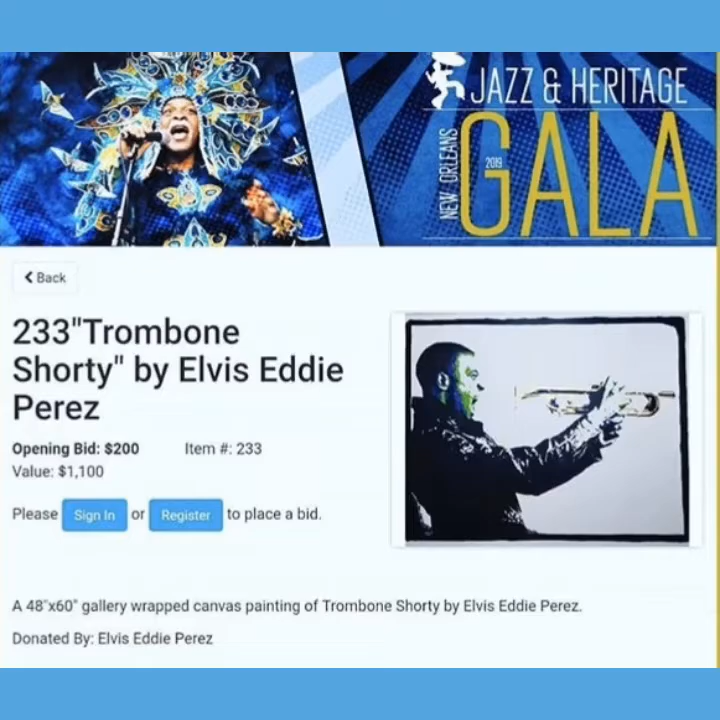 JAZZ & HERITAGE
NEW ORLEANS
2019
GALA
Back
233"Trombone
Shorty" by Elvis Eddie
Perez
Opening Bid: $200 Item #: 233
Value: $1,100
Please Sign In or Register to place a bid.
A 48"x60" gallery wrapped canvas painting of Trombone Shorty by Elvis Eddie Perez.
Donated By: Elvis Eddie Perez